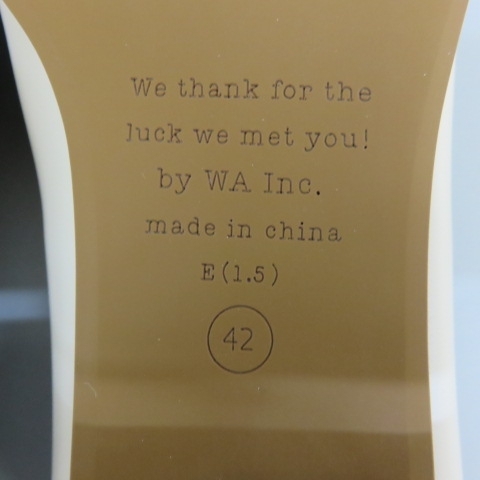 We thank for the
luck we met you!
by WA Inc.
made in china
E(1.5)
42